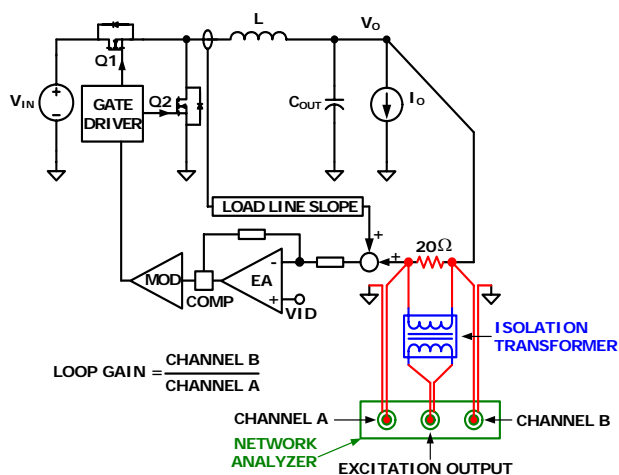 L
VO
Q1
VIN
GATE
DRIVER
Q2
COUT
IO
LOAD LINE SLOPE
+
+
20Ω
MOD
COMP
EA
-
+
VID
ISOLATION
TRANSFORMER
LOOP GAIN = CHANNEL B
CHANNEL A
CHANNEL A
CHANNEL B
NETWORK
ANALYZER
EXCITATION OUTPUT